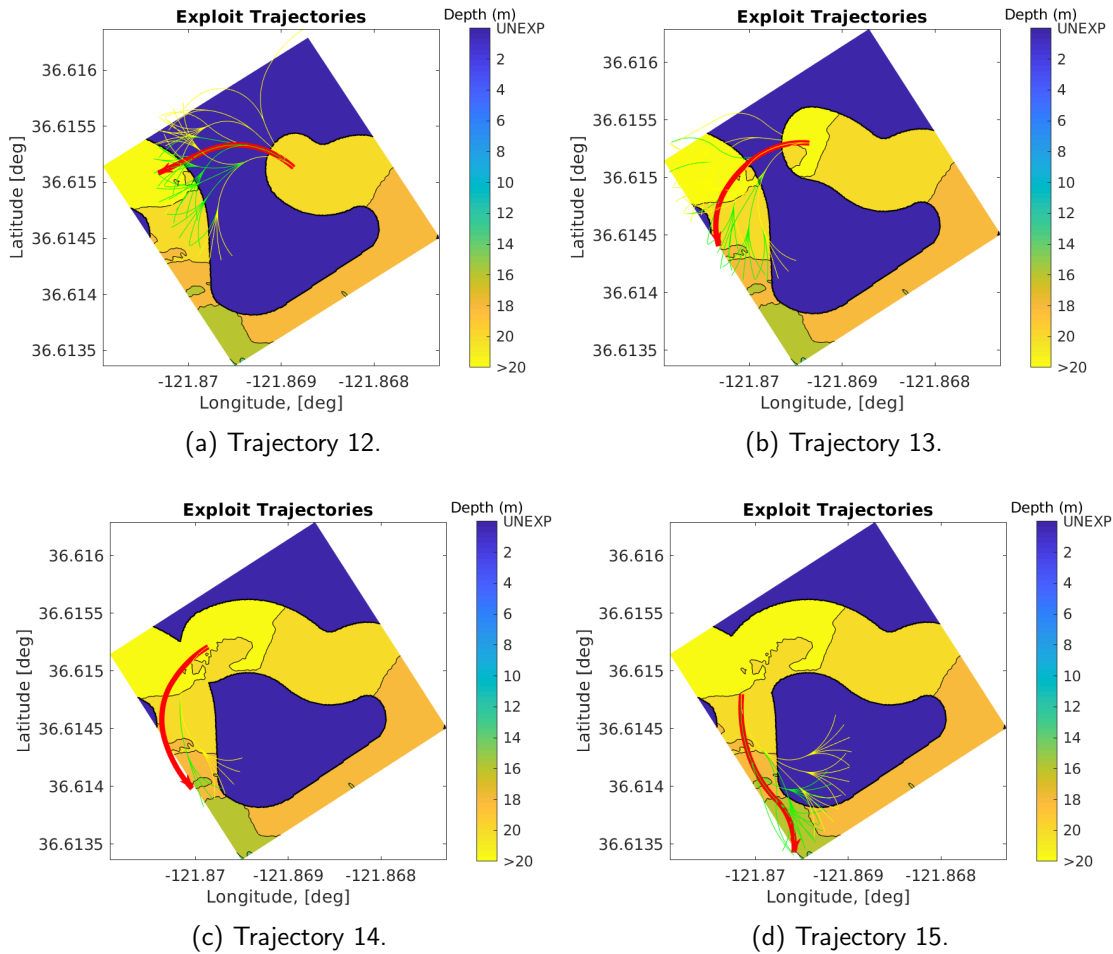 Exploit Trajectories
Depth (m)
UNEXP
2
4
6
8
10
12
14
16
18
20
>20
36.616
36.6155
36.615
36.6145
36.614
36.6135
Latitude [deg]
-121.87 -121.869 -121.868
Longitude, [deg]
(a) Trajectory 12.
Exploit Trajectories
Depth (m)
UNEXP
2
4
6
8
10
12
14
16
18
20
>20
36.616
36.6155
36.615
36.6145
36.614
36.6135
Latitude [deg]
-121.87 -121.869 -121.868
Longitude, [deg]
(b) Trajectory 13.
Exploit Trajectories
Depth (m)
UNEXP
2
4
6
8
10
12
14
16
18
20
>20
36.616
36.6155
36.615
36.6145
36.614
36.6135
Latitude [deg]
-121.87 -121.869 -121.868
Longitude, [deg]
(c) Trajectory 14.
Exploit Trajectories
Depth (m)
UNEXP
2
4
6
8
10
12
14
16
18
20
>20
36.616
36.6155
36.615
36.6145
36.614
36.6135
Latitude [deg]
-121.87 -121.869 -121.868
Longitude, [deg]
(d) Trajectory 15.